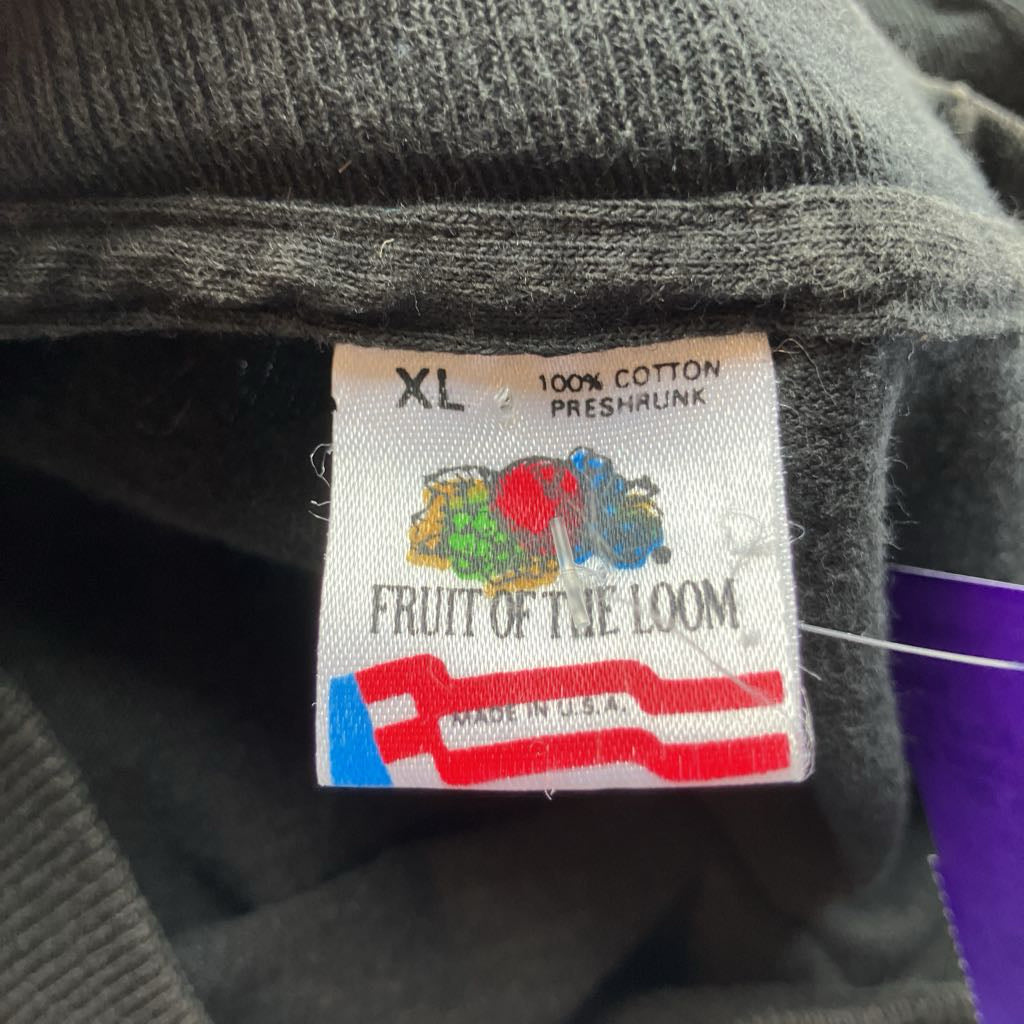 XL
100% COTTON
PRESHRUNK
FRUIT OF THE LOOM
MADE IN U.S.A.